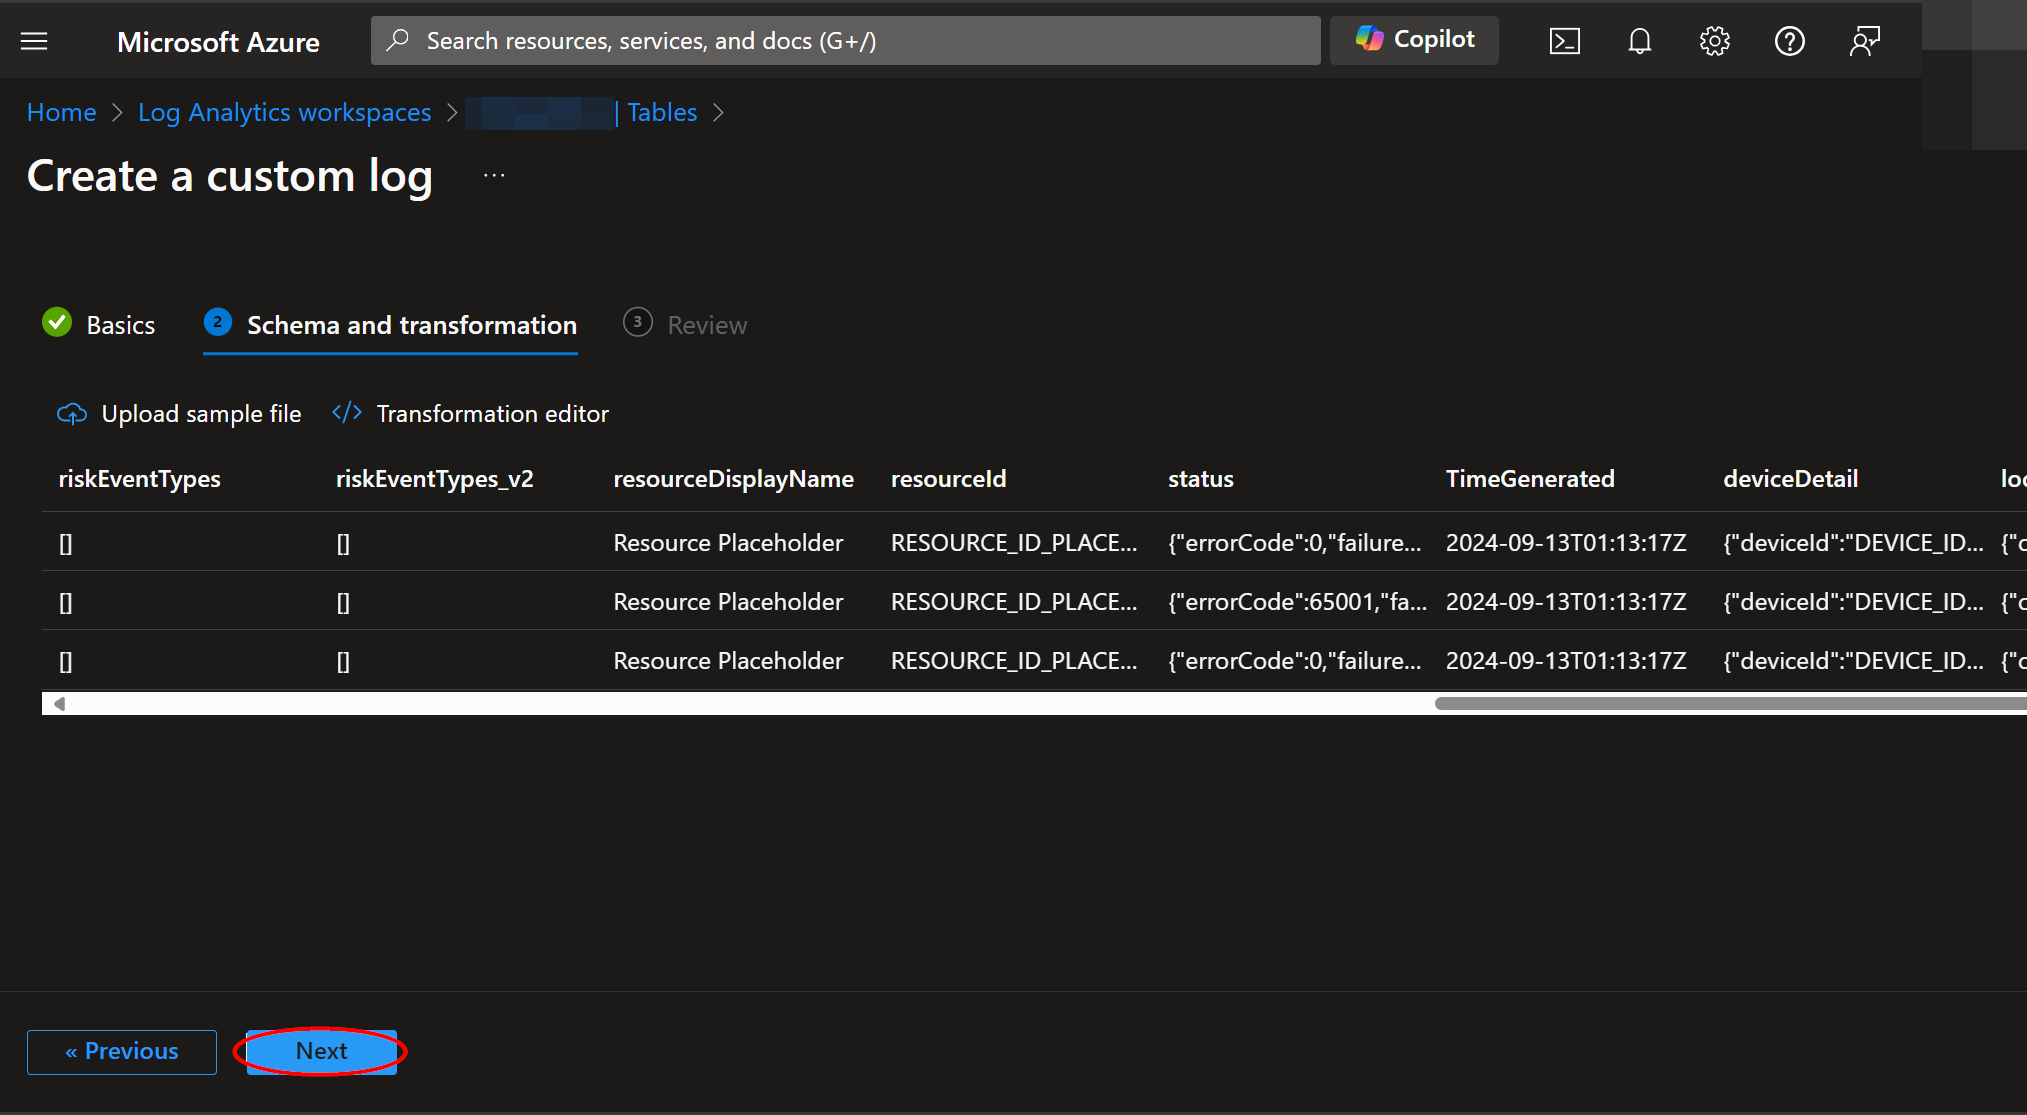 Microsoft Azure
Search resources, services, and docs (G+/)
Copilot
Home > Log Analytics workspaces > | Tables >
Create a custom log ...
Basics
2 Schema and transformation
3 Review
Upload sample file </> Transformation editor
riskEventTypes riskEventTypes_v2 resourceDisplayName resourceId status TimeGenerated deviceDetail
[] [] Resource Placeholder RESOURCE_ID_PLACE... {"errorCode":0,"failure... 2024-09-13T01:13:17Z {"deviceId":"DEVICE_ID...
[] [] Resource Placeholder RESOURCE_ID_PLACE... {"errorCode":65001,"fa... 2024-09-13T01:13:17Z {"deviceId":"DEVICE_ID...
[] [] Resource Placeholder RESOURCE_ID_PLACE... {"errorCode":0,"failure... 2024-09-13T01:13:17Z {"deviceId":"DEVICE_ID...
« Previous
Next